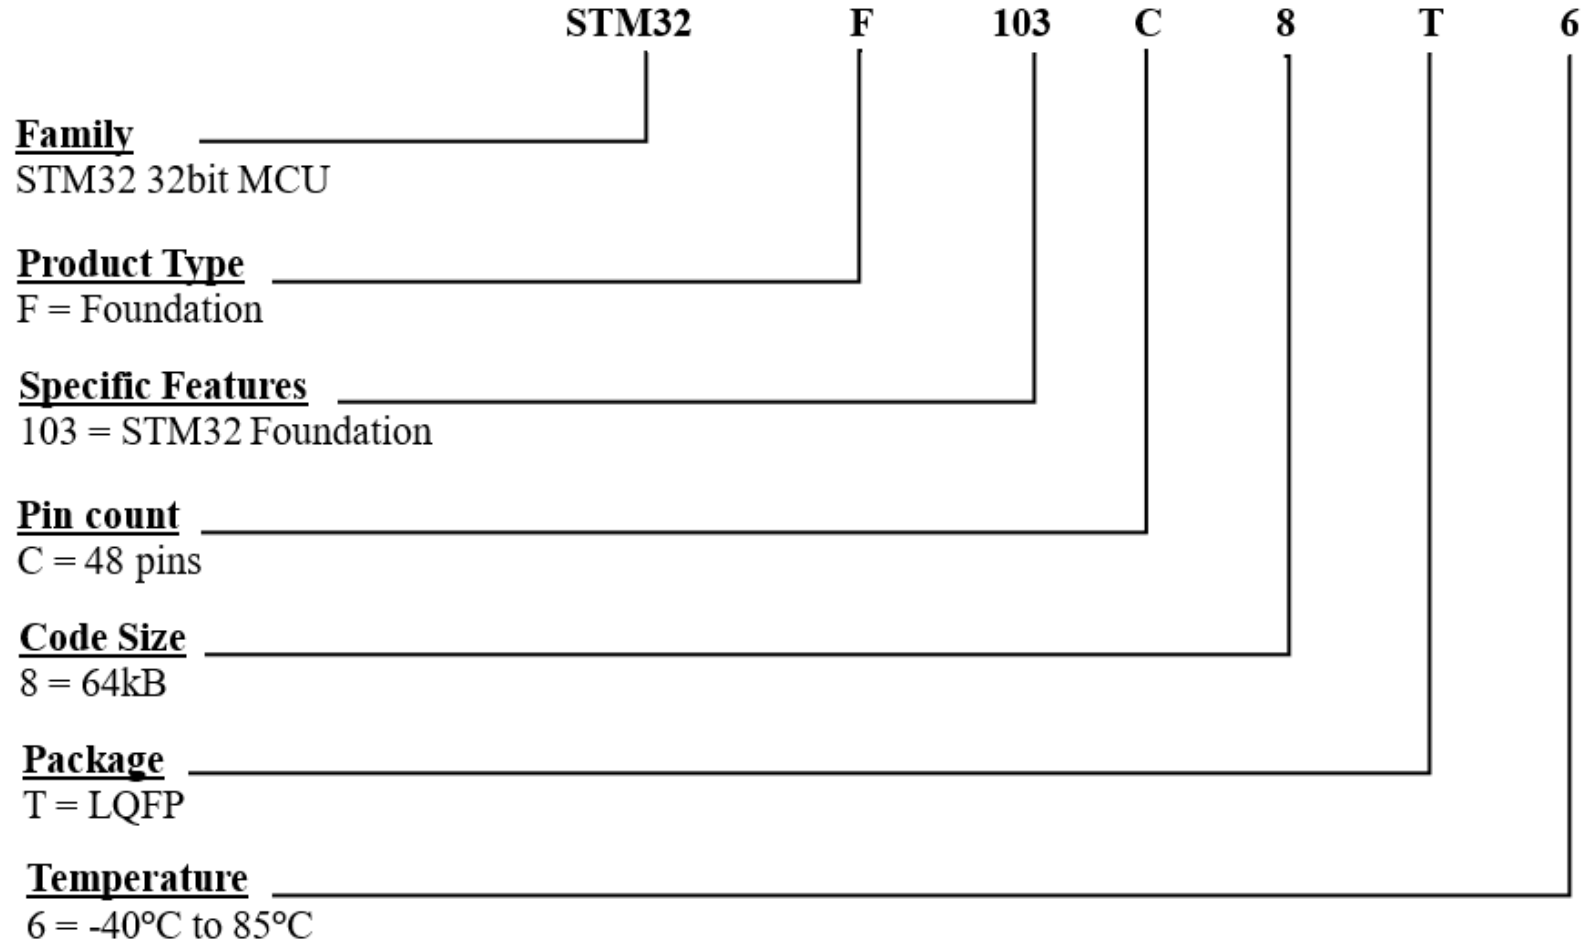 STM32 F 103 C 8 T 6
Family
STM32 32bit MCU
Product Type
F = Foundation
Specific Features
103 = STM32 Foundation
Pin count
C = 48 pins
Code Size
8 = 64kB
Package
T = LQFP
Temperature
6 = -40°C to 85°C